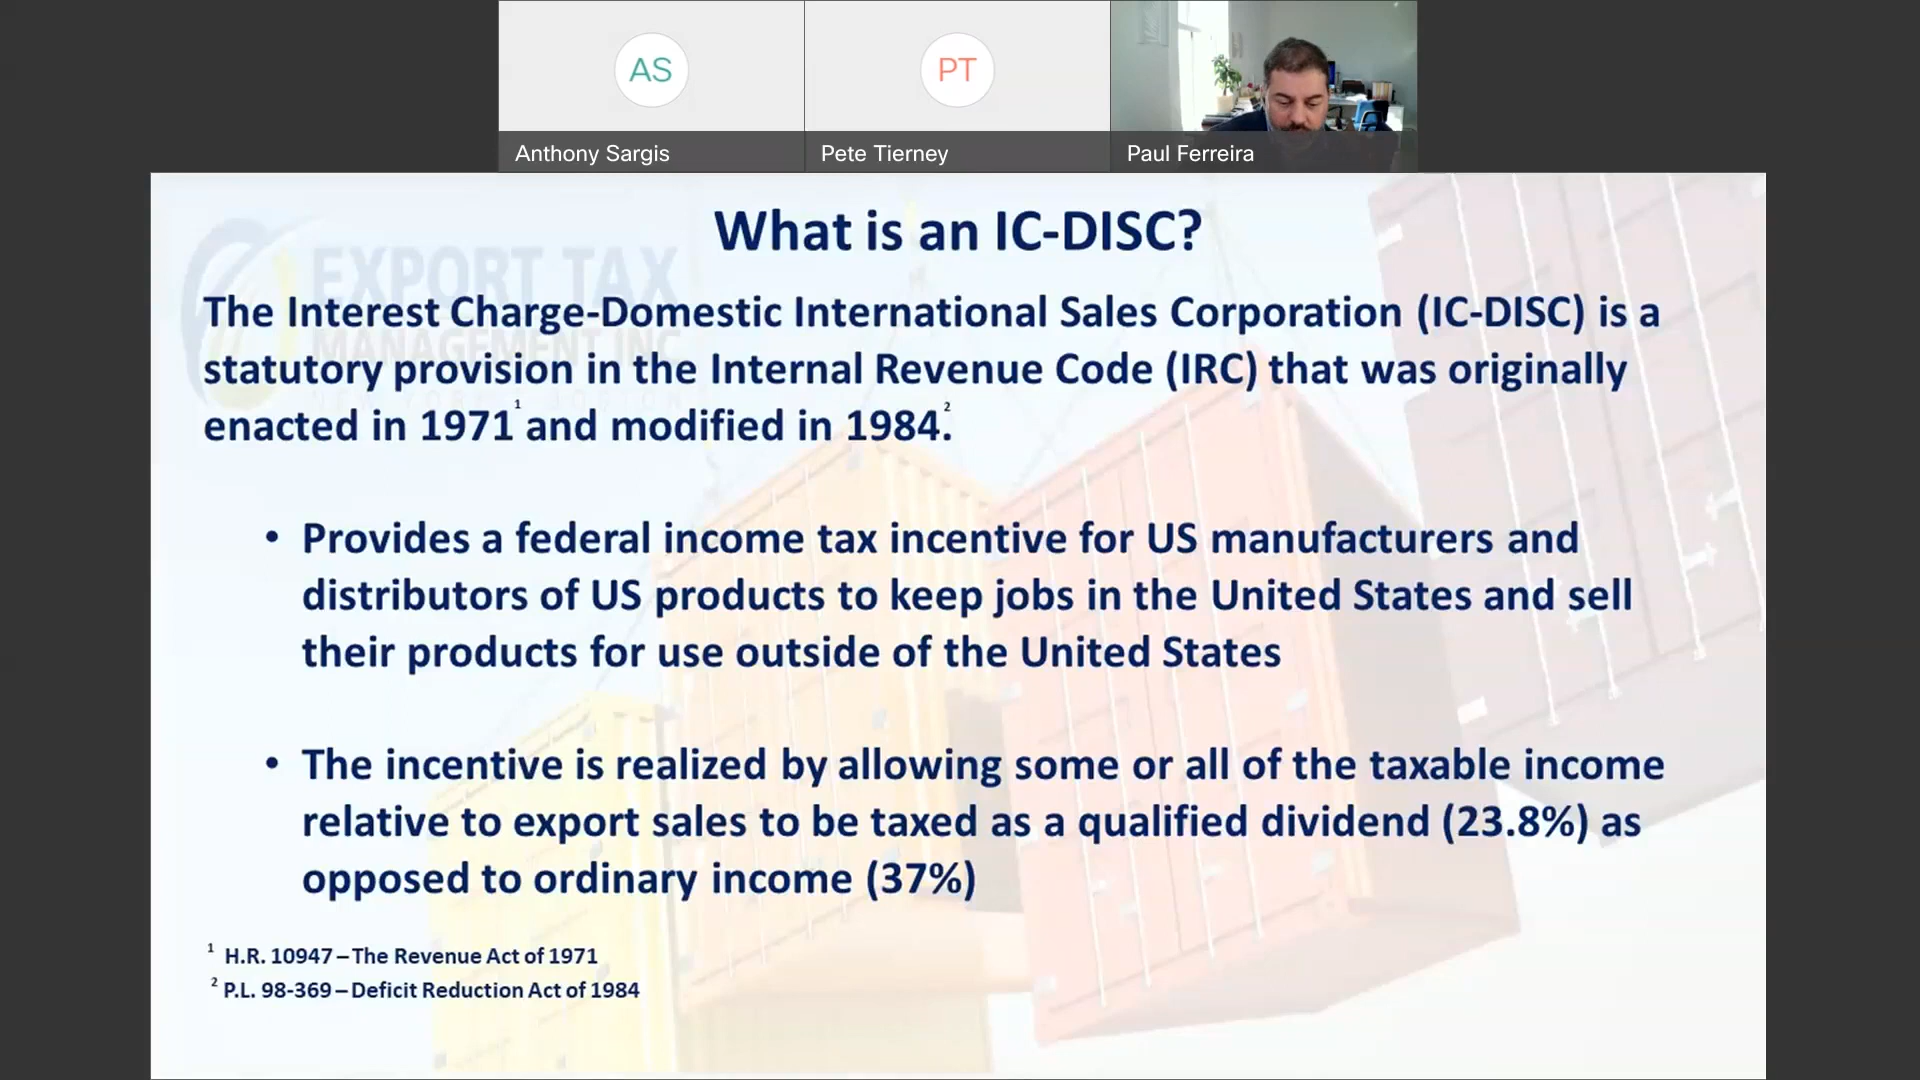 AS
PT
Anthony Sargis
Pete Tierney
Paul Ferreira
EXPORT TAX
MANAGEMENT INC
What is an IC-DISC?
The Interest Charge-Domestic International Sales Corporation (IC-DISC) is a
statutory provision in the Internal Revenue Code (IRC) that was originally
enacted in 1971¹ and modified in 1984.²
• Provides a federal income tax incentive for US manufacturers and
distributors of US products to keep jobs in the United States and sell
their products for use outside of the United States
• The incentive is realized by allowing some or all of the taxable income
relative to export sales to be taxed as a qualified dividend (23.8%) as
opposed to ordinary income (37%)
¹ H.R. 10947 – The Revenue Act of 1971
² P.L. 98-369 – Deficit Reduction Act of 1984